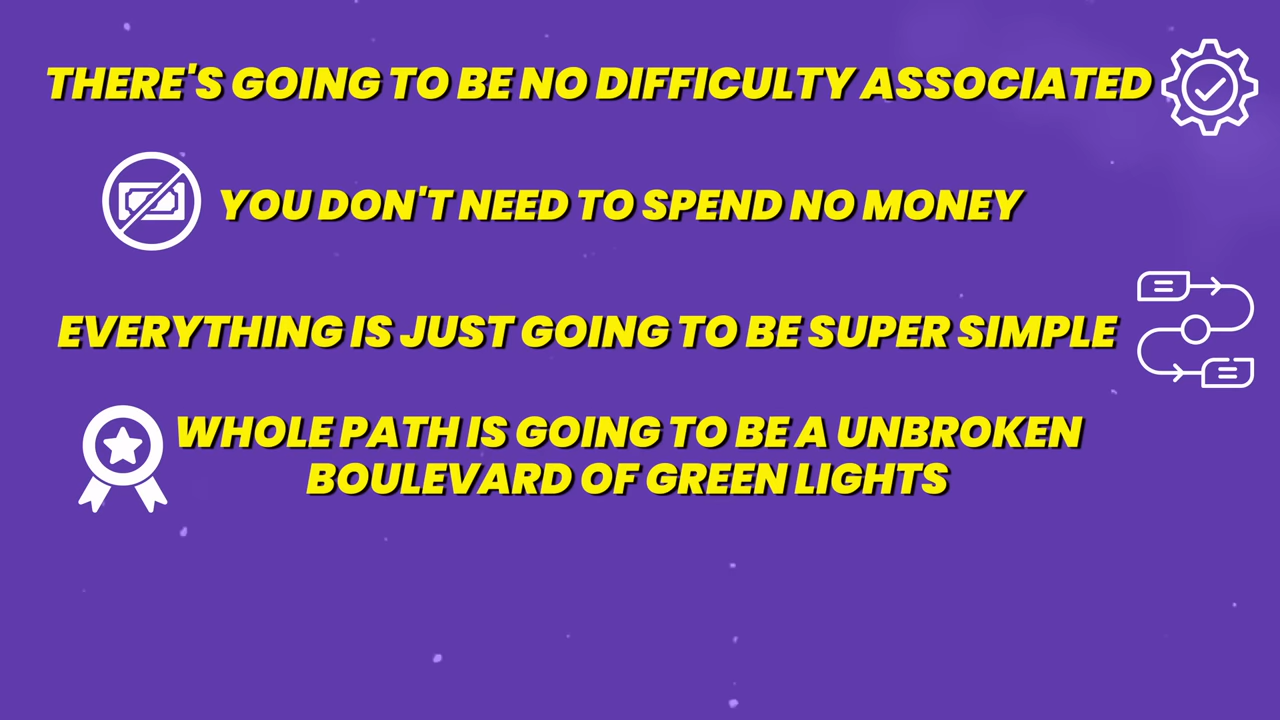 THERE'S GOING TO BE NO DIFFICULTY ASSOCIATED
YOU DON'T NEED TO SPEND NO MONEY
EVERYTHING IS JUST GOING TO BE SUPER SIMPLE
WHOLE PATH IS GOING TO BE A UNBROKEN
BOULEVARD OF GREEN LIGHTS